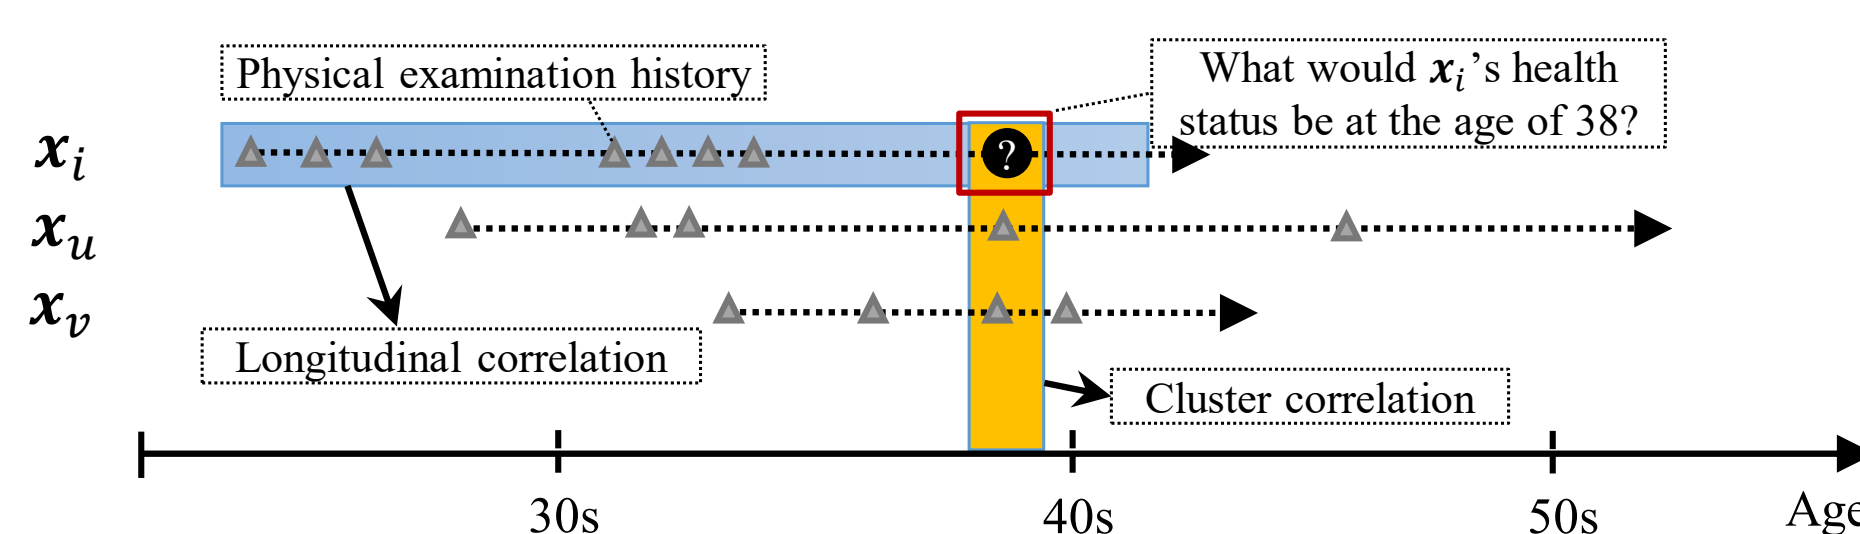 Physical examination history
What would xᵢ's health
status be at the age of 38?
xᵢ
?
xᵤ
xᵥ
Longitudinal correlation
Cluster correlation
30s
40s
50s
Age